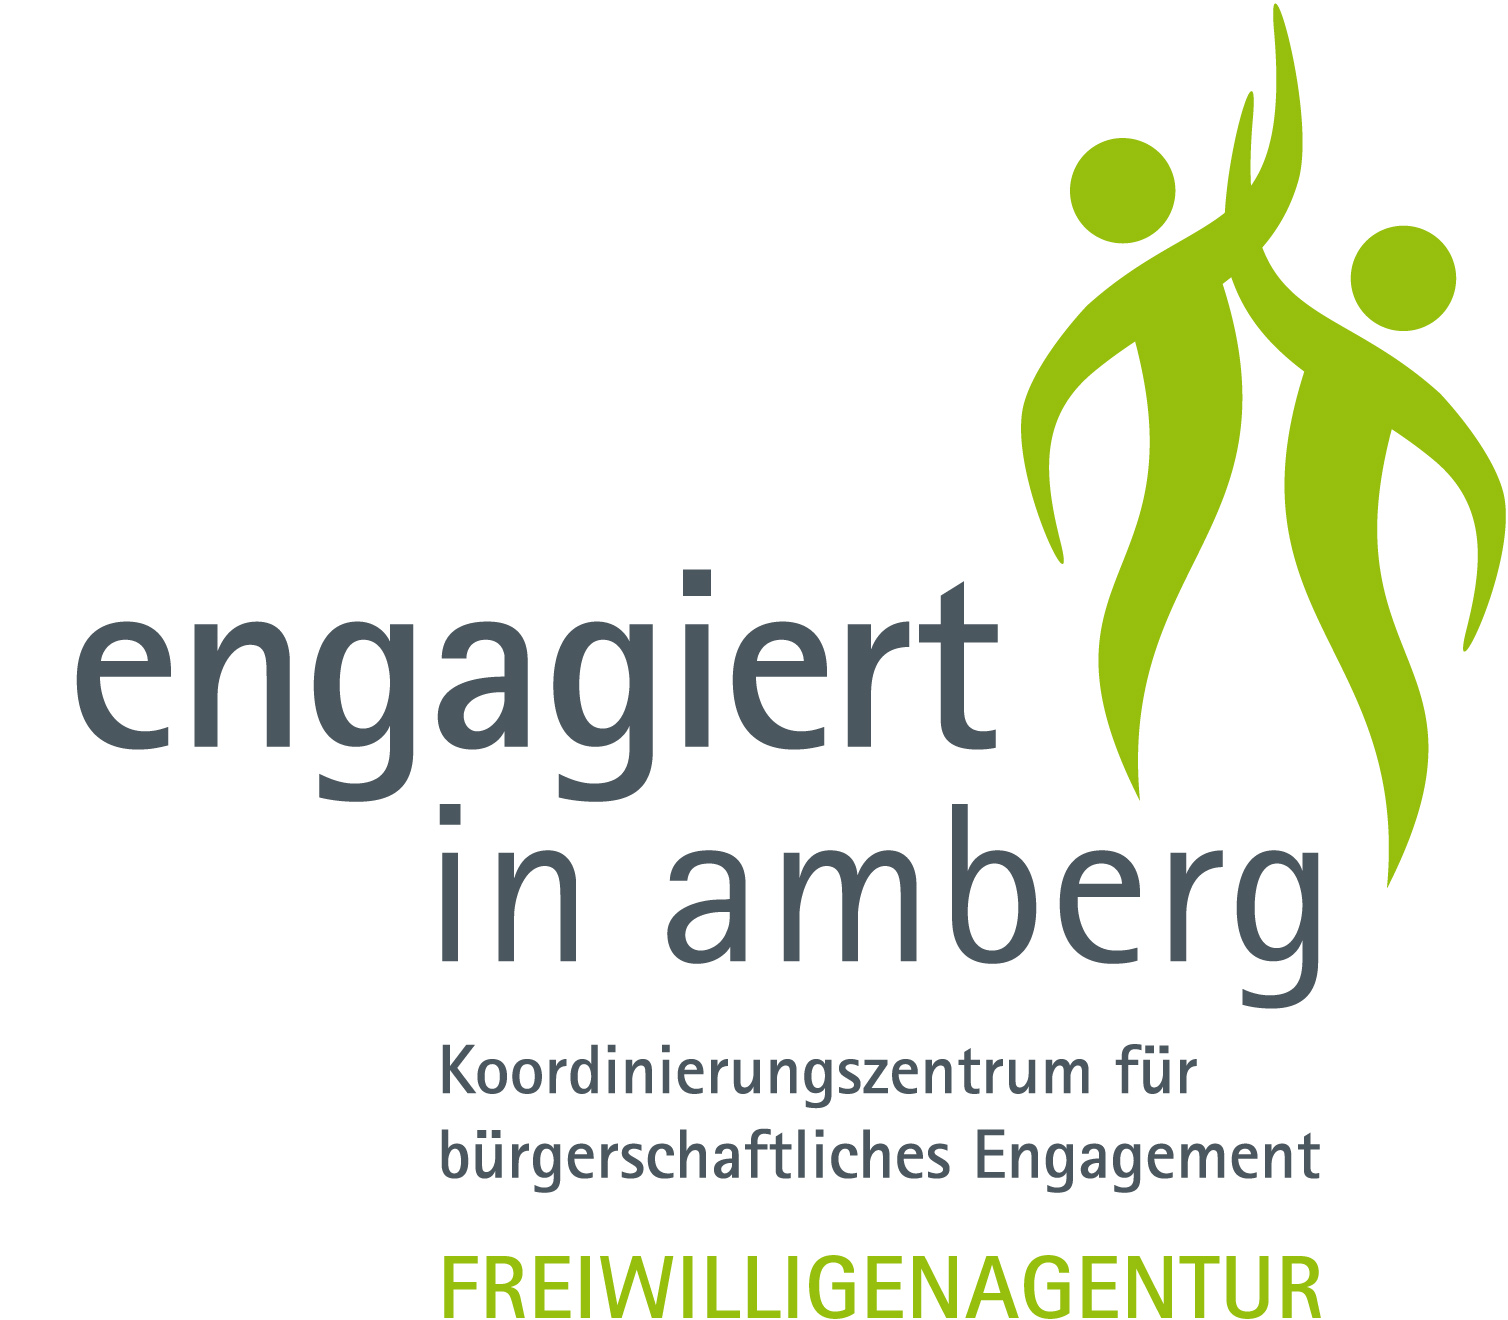 engagiert
in amberg
Koordinierungszentrum für
bürgerschaftliches Engagement
FREIWILLIGENAGENTUR